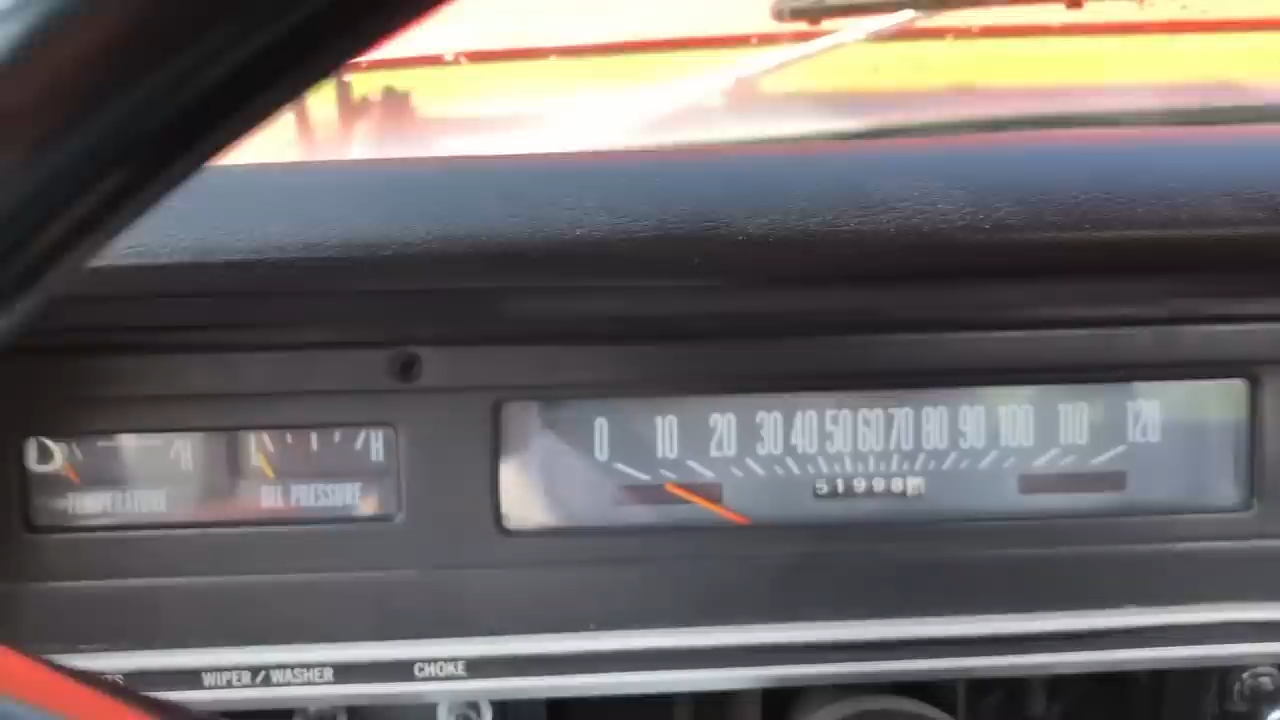 0 10 20 30 40 50 60 70 80 90 100 110 120
H
L H
TEMPERATURE
OIL PRESSURE
51998
WIPER / WASHER
CHOKE